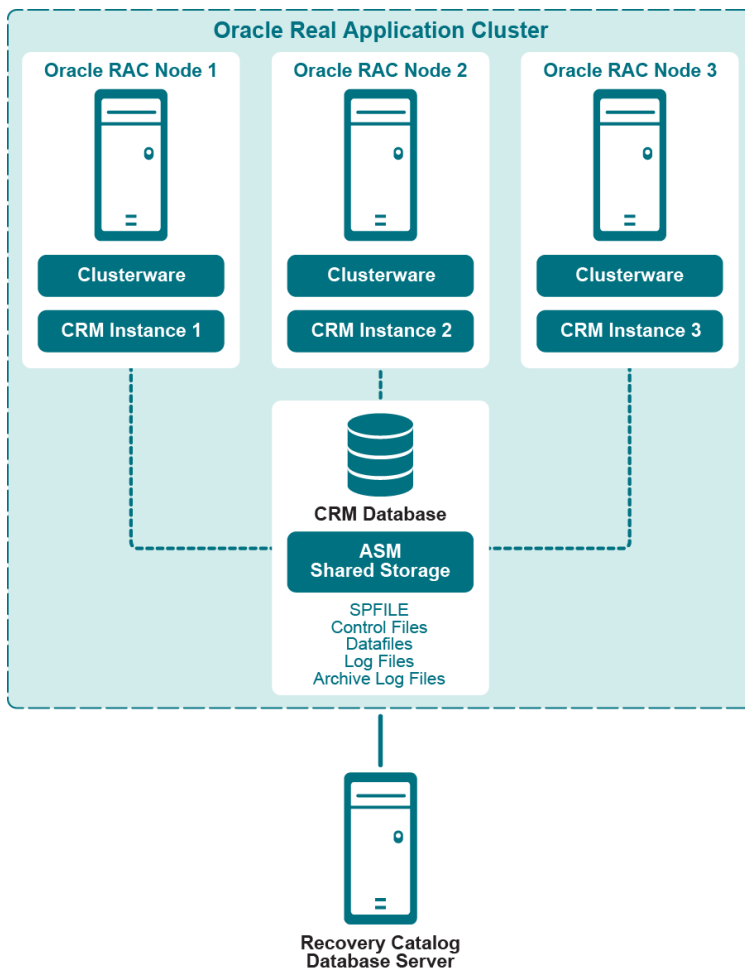 Oracle Real Application Cluster
Oracle RAC Node 1
Clusterware
CRM Instance 1
Oracle RAC Node 2
Clusterware
CRM Instance 2
Oracle RAC Node 3
Clusterware
CRM Instance 3
CRM Database
ASM
Shared Storage
SPFILE
Control Files
Datafiles
Log Files
Archive Log Files
Recovery Catalog
Database Server